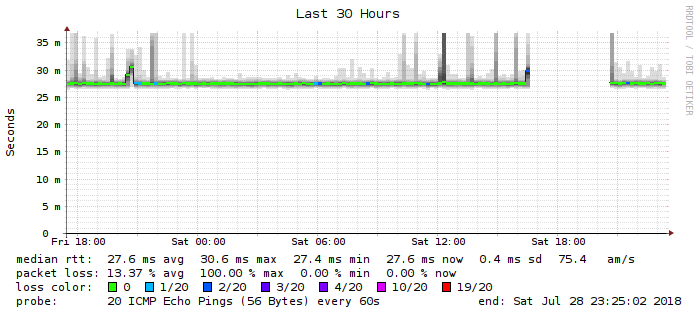 Last 30 Hours
RRDTOOL / TOBI OETIKER
Seconds
35 m
30 m
25 m
20 m
15 m
10 m
5 m
0
Fri 18:00 Sat 00:00 Sat 06:00 Sat 12:00 Sat 18:00
median rtt: 27.6 ms avg 30.6 ms max 27.4 ms min 27.6 ms now 0.4 ms sd 75.4 am/s
packet loss: 13.37 % avg 100.00 % max 0.00 % min 0.00 % now
loss color: 0 1/20 2/20 3/20 4/20 10/20 19/20
probe: 20 ICMP Echo Pings (56 Bytes) every 60s end: Sat Jul 28 23:25:02 2018